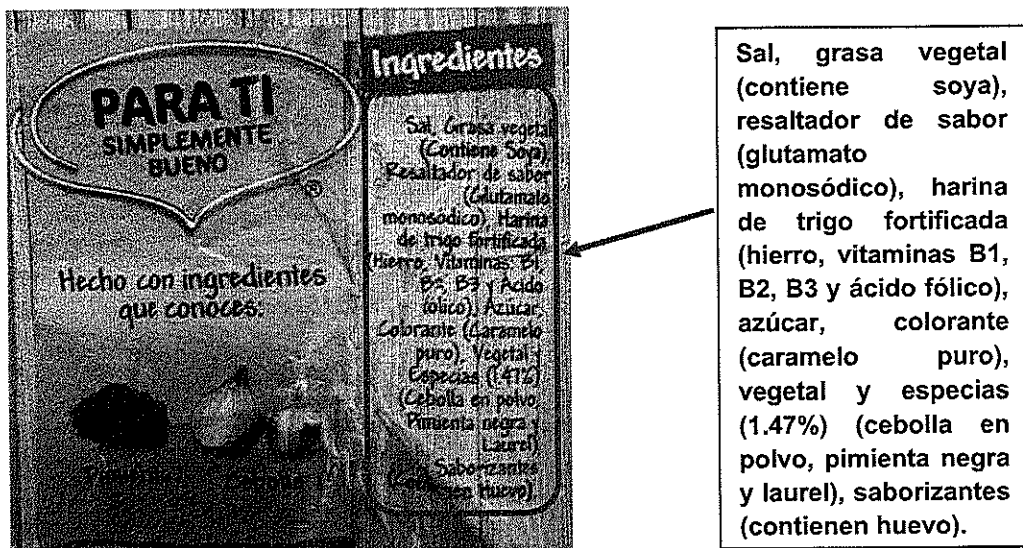 PARA TI
SIMPLEMENTE
BUENO
®
Hecho con ingredientes
que conoces:
Ingredientes
Sal, Grasa vegetal
(Contiene Soya),
Resaltador de sabor
(Glutamato
monosódico), Harina
de trigo fortificada
(Hierro, Vitaminas B1,
B2, B3 y Ácido
fólico), Azúcar,
Colorante (Caramelo
puro), Vegetal y
Especias (1.47%)
(Cebolla en polvo,
Pimienta negra y
Laurel)
Saborizantes
(Contienen huevo).
Sal, grasa vegetal
(contiene soya),
resaltador de sabor
(glutamato
monosódico), harina
de trigo fortificada
(hierro, vitaminas B1,
B2, B3 y ácido fólico),
azúcar, colorante
(caramelo puro),
vegetal y especias
(1.47%) (cebolla en
polvo, pimienta negra
y laurel), saborizantes
(contienen huevo).